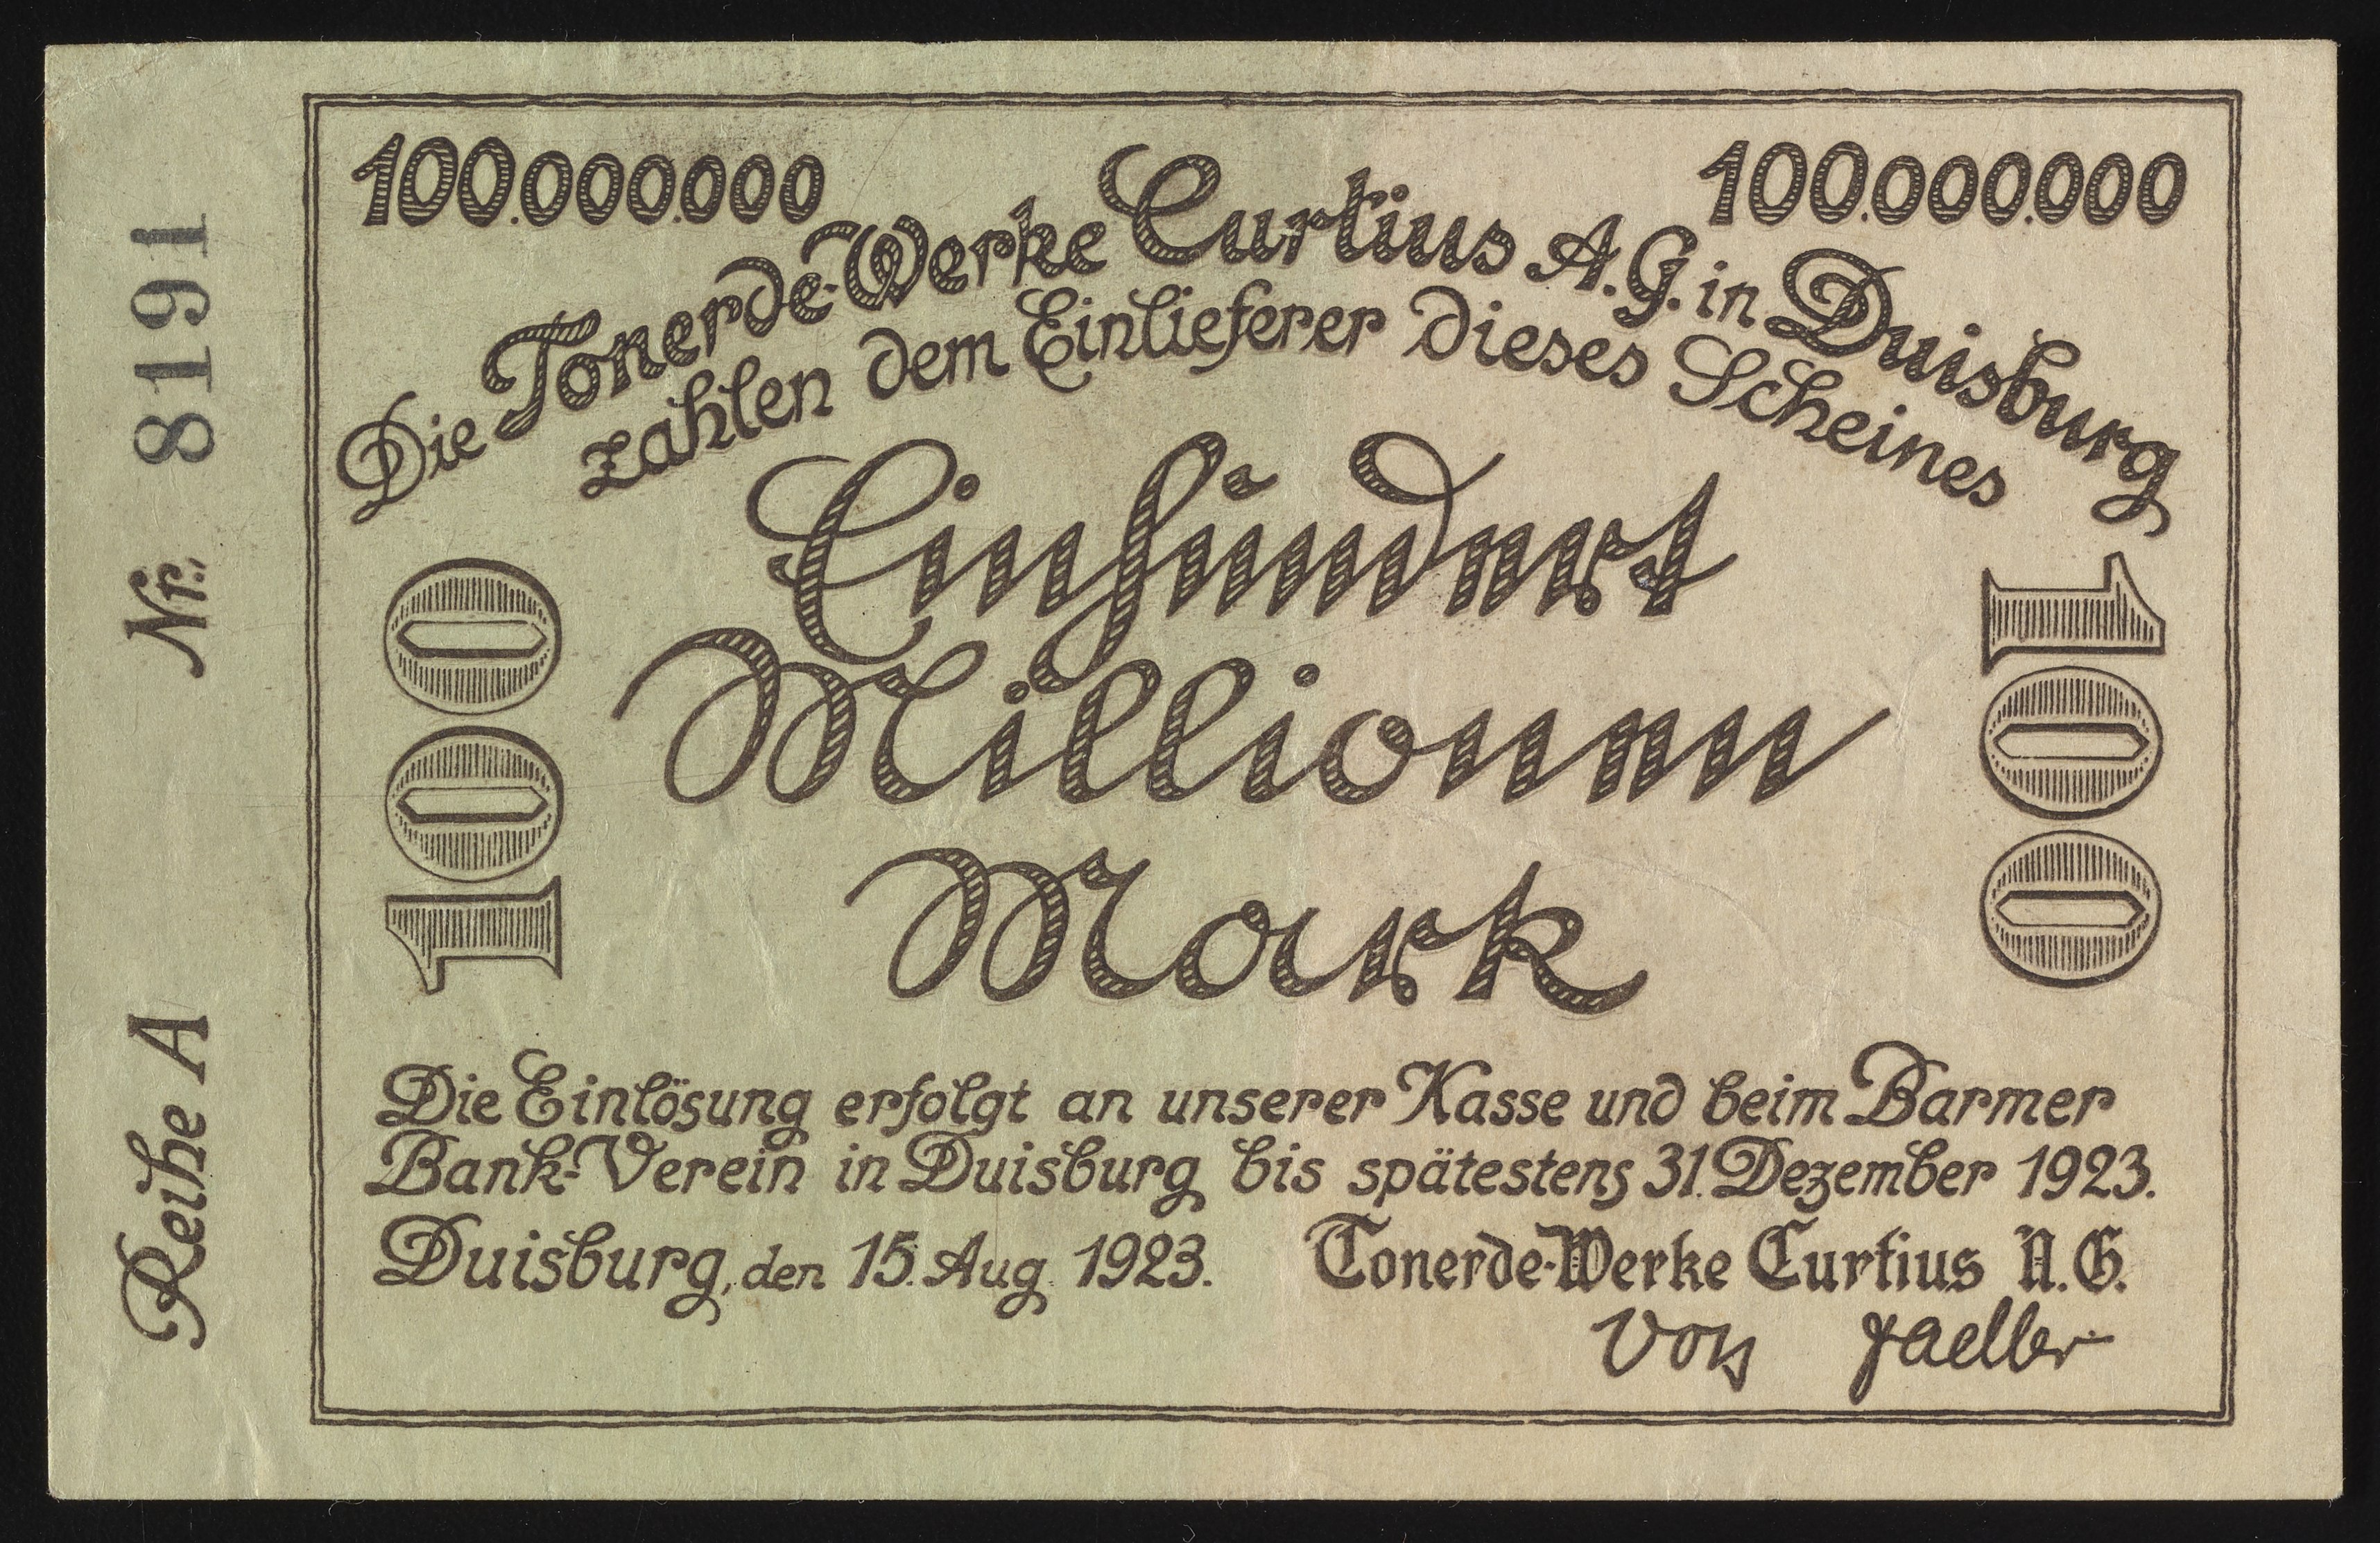 100.000.000
100.000.000
Die Tonerde-Werke Curtius A.G. in Duisburg
zahlen dem Einlieferer dieses Scheines
Einhundert
Millionen
Mark
100
100
Die Einlösung erfolgt an unserer Kasse und beim Barmer
Bank-Verein in Duisburg bis spätestens 31. Dezember 1923.
Duisburg, den 15. Aug. 1923.
Tonerde-Werke Curtius A.G.
Reihe A
Nr. 8191